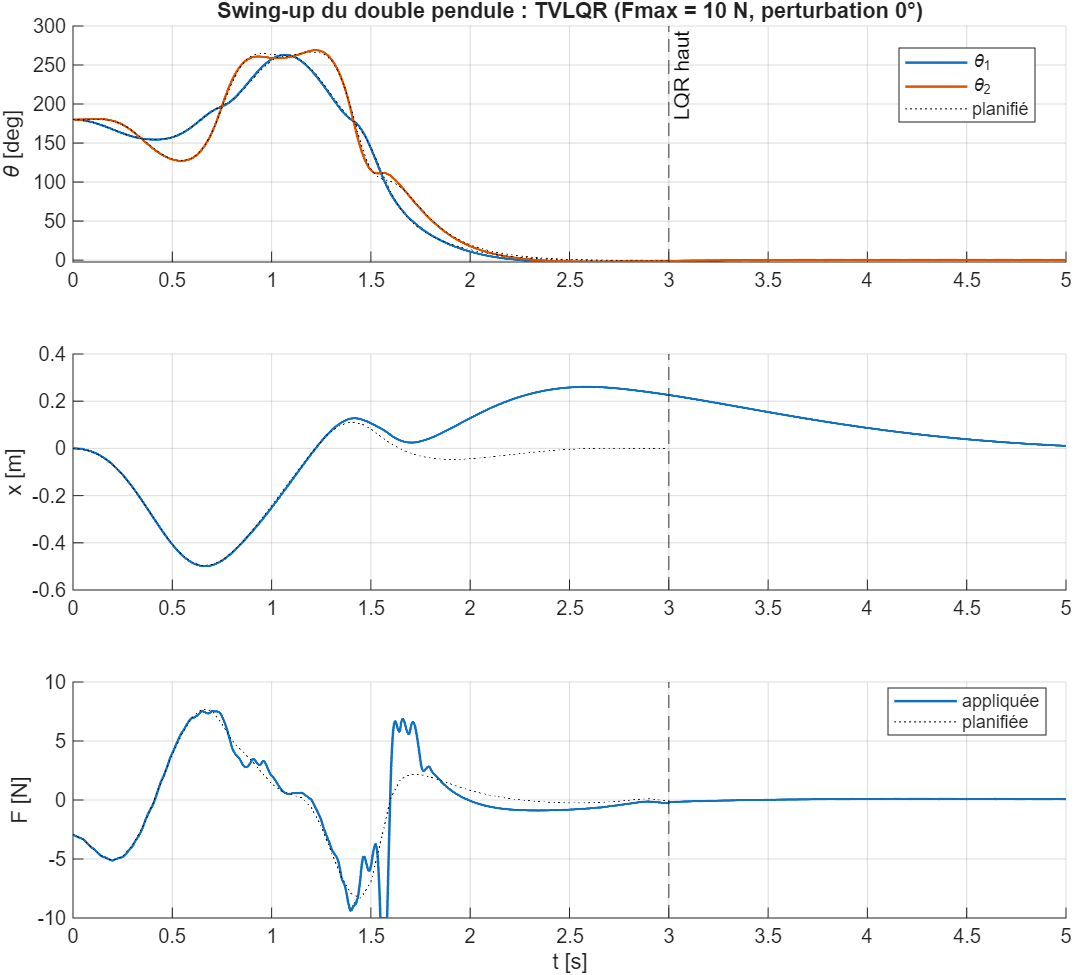 Swing-up du double pendule : TVLQR (Fmax = 10 N, perturbation 0°)
300
250
200
150
100
50
0
θ [deg]
LQR haut
θ1
θ2
planifié
0 0.5 1 1.5 2 2.5 3 3.5 4 4.5 5
0.4
0.2
0
-0.2
-0.4
-0.6
x [m]
0 0.5 1 1.5 2 2.5 3 3.5 4 4.5 5
10
5
0
-5
-10
F [N]
appliquée
planifiée
0 0.5 1 1.5 2 2.5 3 3.5 4 4.5 5
t [s]